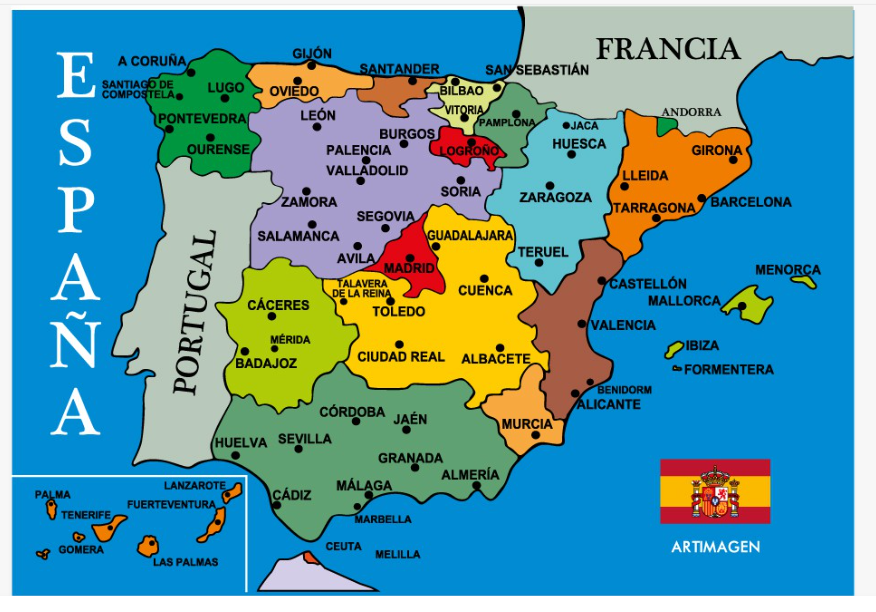 ESPAÑA
FRANCIA
A CORUÑA
GIJÓN
SANTANDER
SAN SEBASTIÁN
SANTIAGO DE
COMPOSTELA
LUGO
OVIEDO
BILBAO
VITORIA
PAMPLONA
ANDORRA
PONTEVEDRA
OURENSE
LEÓN
BURGOS
LOGROÑO
JACA
HUESCA
GIRONA
PALENCIA
VALLADOLID
ZAMORA
SORIA
ZARAGOZA
LLEIDA
TARRAGONA
BARCELONA
SALAMANCA
SEGOVIA
AVILA
MADRID
GUADALAJARA
TERUEL
PORTUGAL
TALAVERA
DE LA REINA
TOLEDO
CUENCA
CASTELLÓN
MENORCA
MALLORCA
CÁCERES
MÉRIDA
BADAJOZ
CIUDAD REAL
ALBACETE
VALENCIA
IBIZA
FORMENTERA
BENIDORM
ALICANTE
MURCIA
CÓRDOBA
JAÉN
HUELVA
SEVILLA
GRANADA
ALMERÍA
CÁDIZ
MÁLAGA
MARBELLA
CEUTA
MELILLA
PALMA
LANZAROTE
FUERTEVENTURA
TENERIFE
GOMERA
LAS PALMAS
ARTIMAGEN